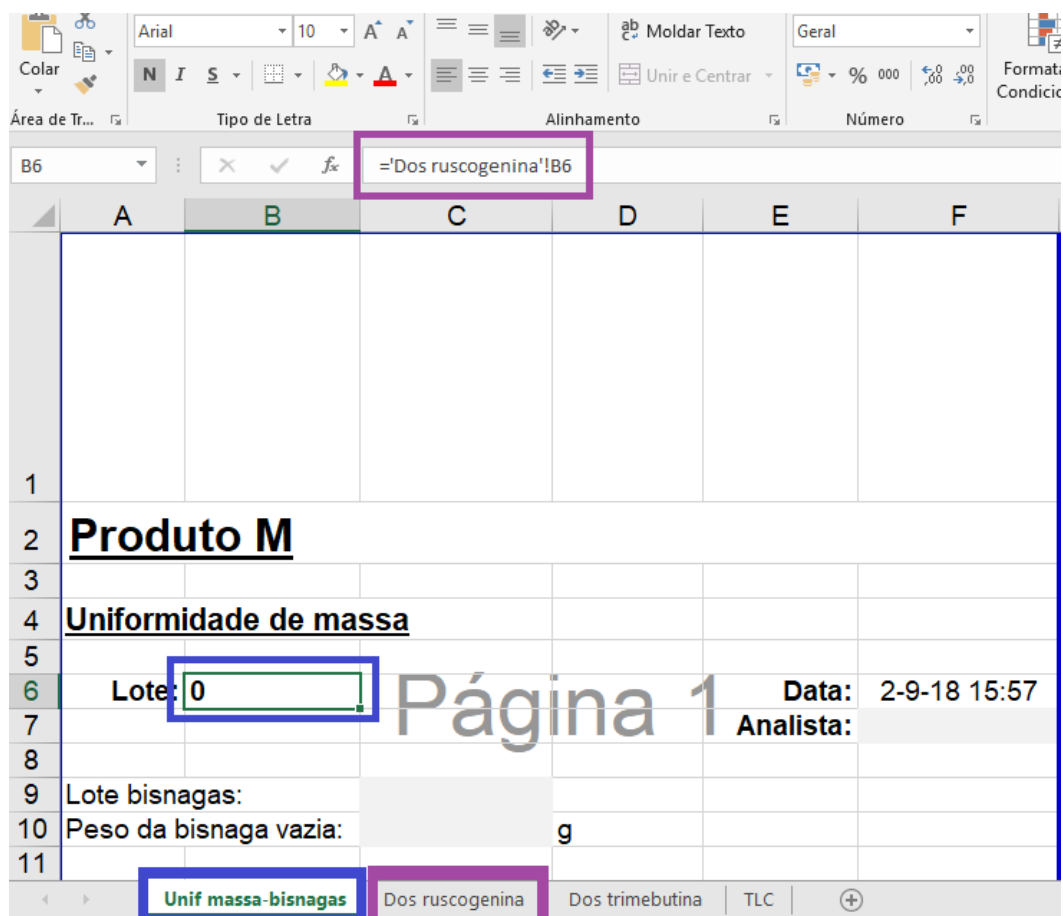 Arial 10 A A ab Moldar Texto Geral
Colar N I S A Unir e Centrar % 000 ,00 Formata
Condicio
Área de Tr... Tipo de Letra Alinhamento Número
B6 fx ='Dos ruscogenina'!B6
A B C D E F
1
2 Produto M
3
4 Uniformidade de massa
5
6 Lote: 0 Página 1 Data: 2-9-18 15:57
7 Analista:
8
9 Lote bisnagas:
10 Peso da bisnaga vazia: g
11
Unif massa-bisnagas Dos ruscogenina Dos trimebutina TLC